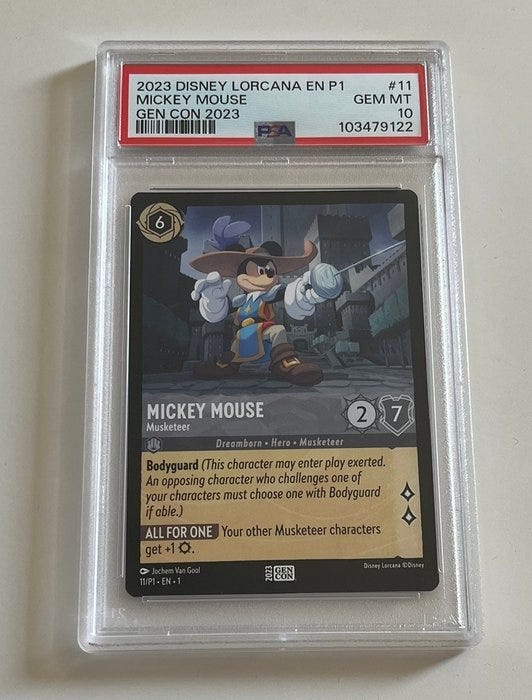 2023 DISNEY LORCANA EN P1 #11
MICKEY MOUSE GEM MT
GEN CON 2023 10
PSA 103479122
6
MICKEY MOUSE
Musketeer
2 7
Dreamborn • Hero • Musketeer
Bodyguard (This character may enter play exerted.
An opposing character who challenges one of
your characters must choose one with Bodyguard
if able.)
ALL FOR ONE Your other Musketeer characters
get +1 .
Jochem Van Gool
11/P1 • EN • 1
2023 GEN CON
Disney Lorcana ©Disney